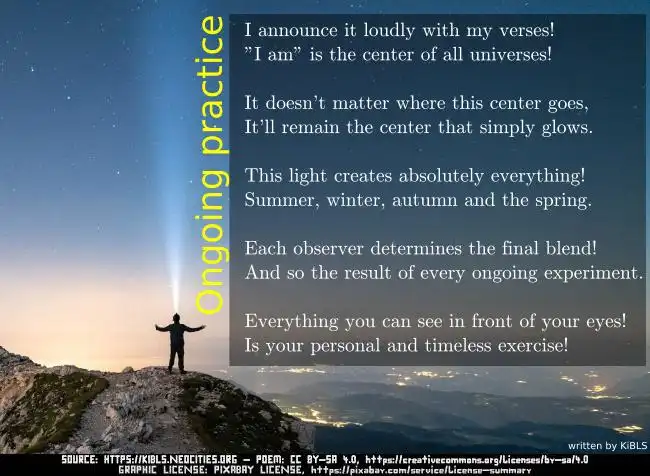 Ongoing practice
I announce it loudly with my verses!
"I am" is the center of all universes!
It doesn't matter where this center goes,
It'll remain the center that simply glows.
This light creates absolutely everything!
Summer, winter, autumn and the spring.
Each observer determines the final blend!
And so the result of every ongoing experiment.
Everything you can see in front of your eyes!
Is your personal and timeless exercise!
written by KiBLS
SOURCE: HTTPS://KIBLS.NEOCITIES.ORG – POEM: CC BY-SA 4.0, https://creativecommons.org/licenses/by-sa/4.0
GRAPHIC LICENSE: PIXABAY LICENSE, https://pixabay.com/service/license-summary